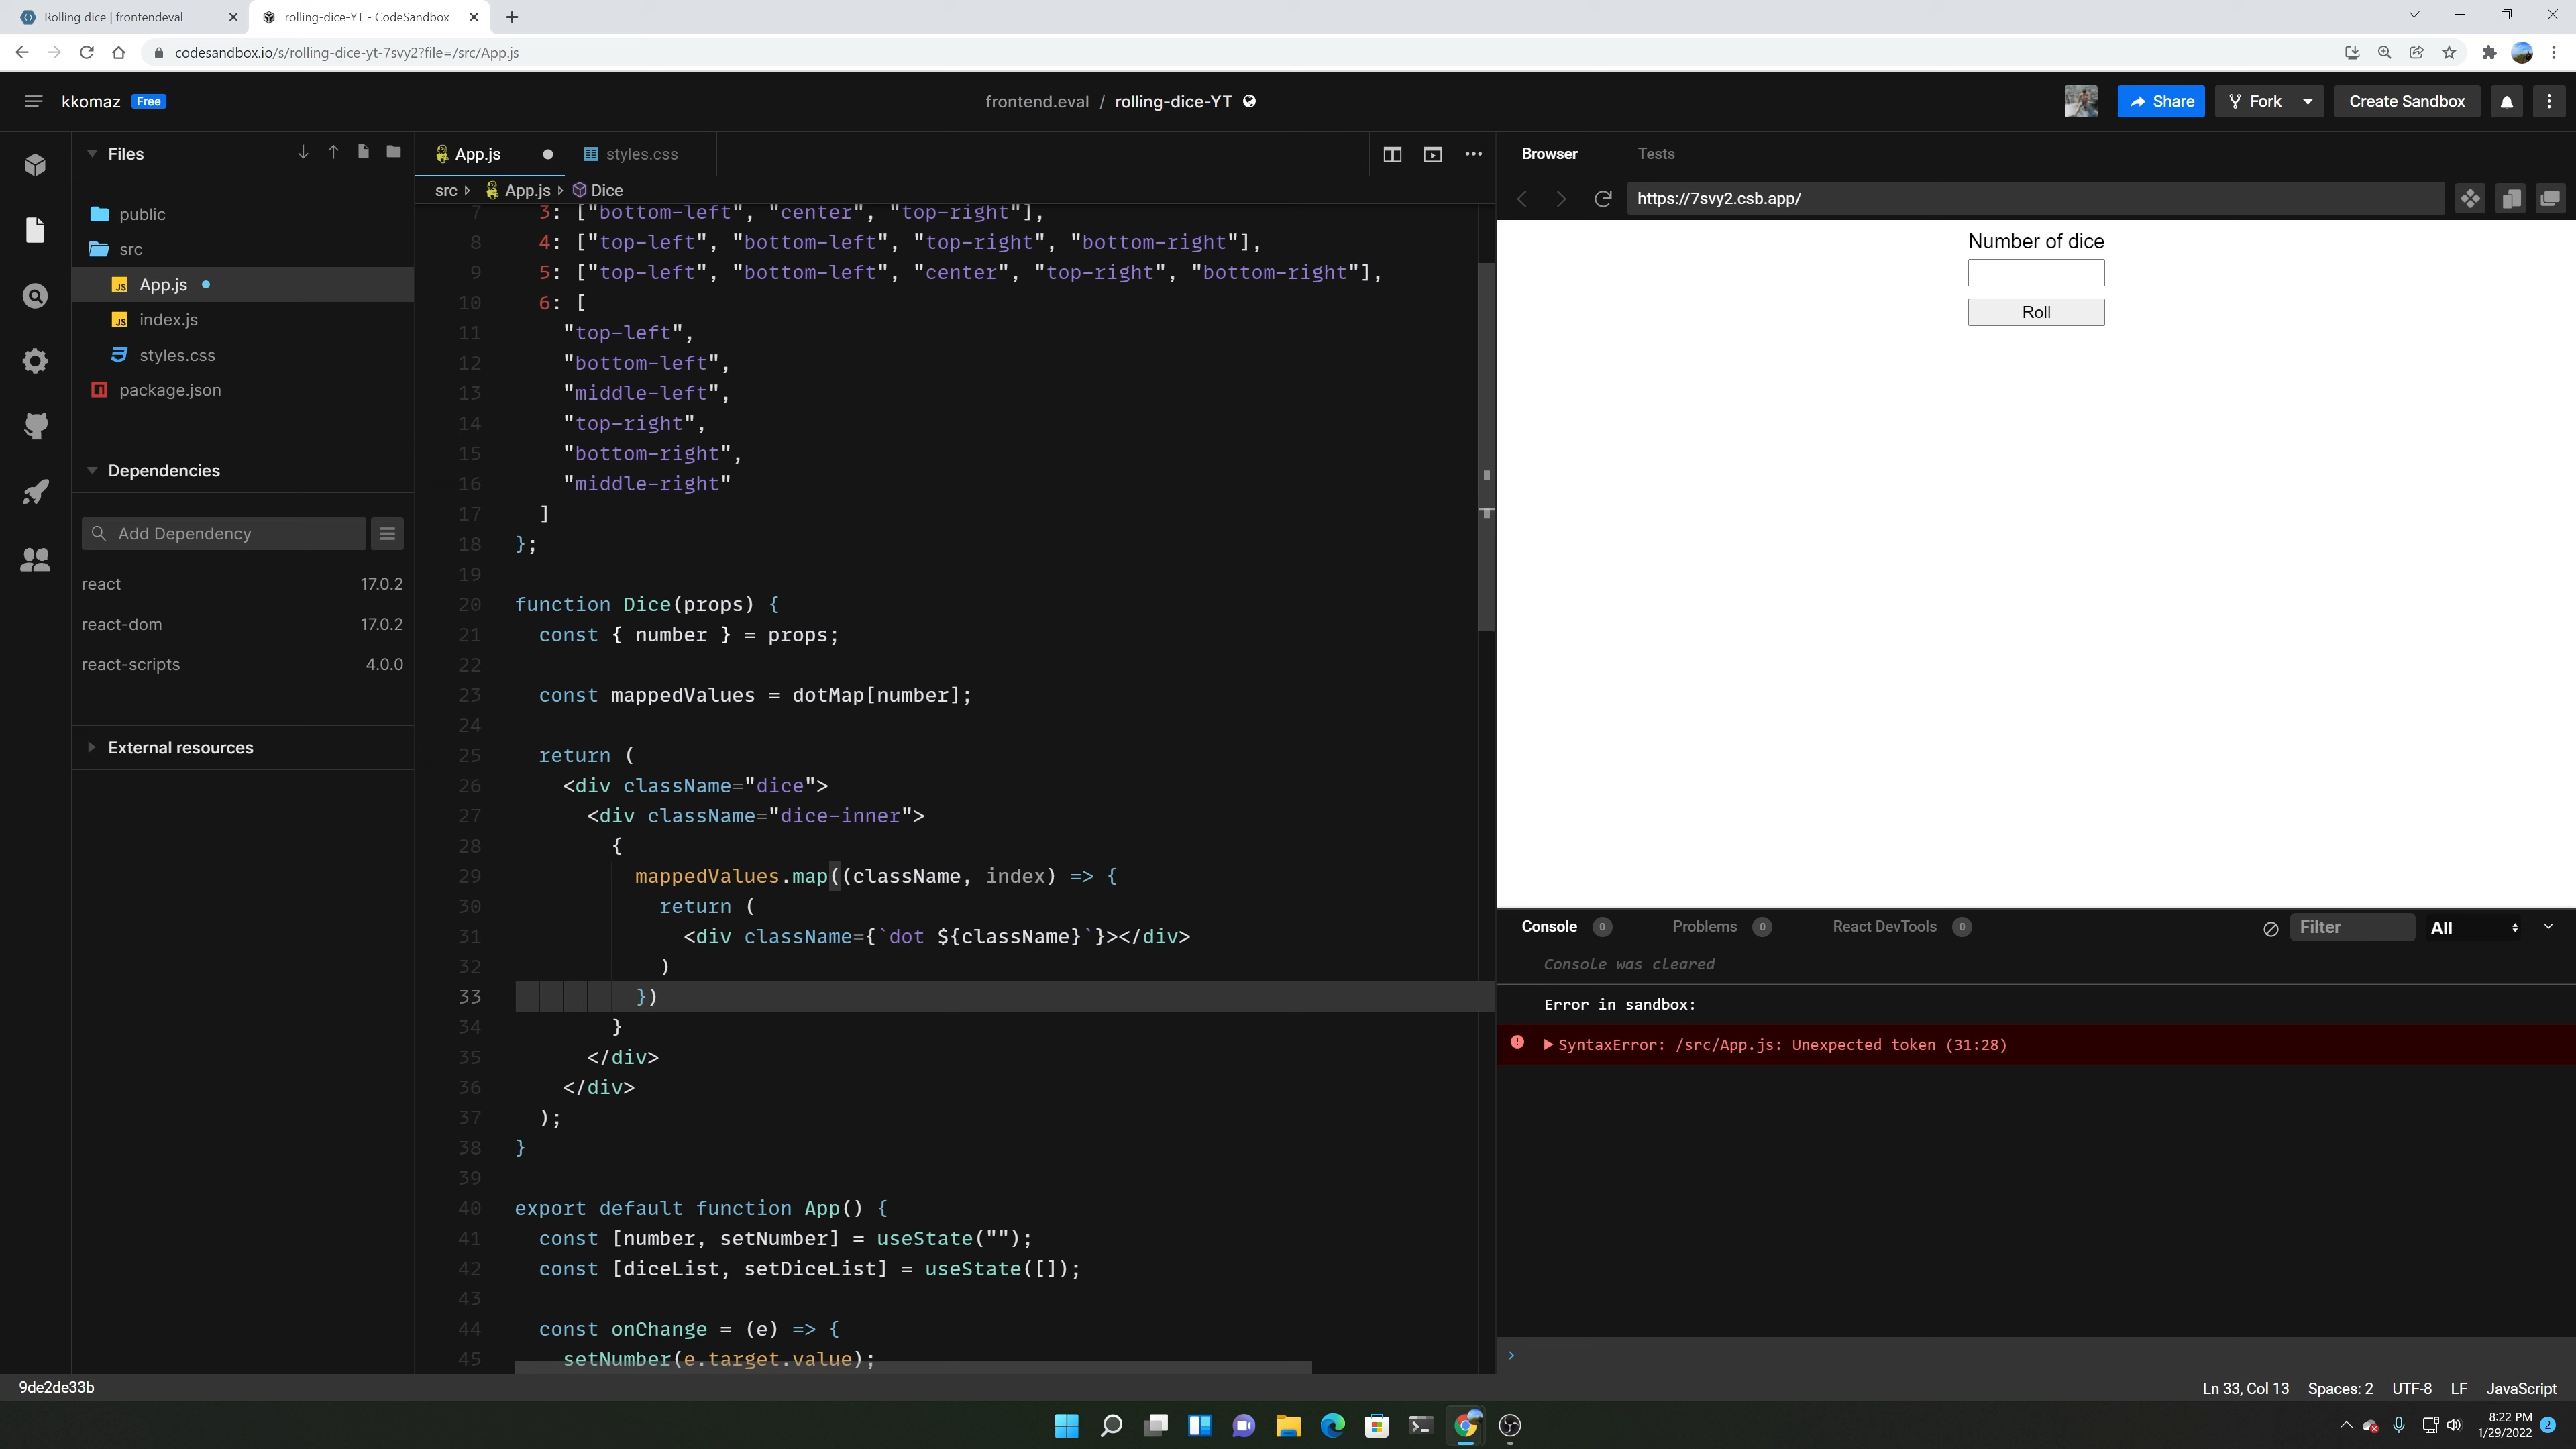 Rolling dice | frontendeval
rolling-dice-YT - CodeSandbox
codesandbox.io/s/rolling-dice-yt-7svy2?file=/src/App.js
kkomaz Free
frontend.eval / rolling-dice-YT
Share
Fork
Create Sandbox
Files
public
src
App.js
index.js
styles.css
package.json
Dependencies
Add Dependency
react 17.0.2
react-dom 17.0.2
react-scripts 4.0.0
External resources
App.js
styles.css
src App.js Dice
7 3: ["bottom-left", "center", "top-right"],
8 4: ["top-left", "bottom-left", "top-right", "bottom-right"],
9 5: ["top-left", "bottom-left", "center", "top-right", "bottom-right"],
10 6: [
11 "top-left",
12 "bottom-left",
13 "middle-left",
14 "top-right",
15 "bottom-right",
16 "middle-right"
17 ]
18 };
19
20 function Dice(props) {
21 const { number } = props;
22
23 const mappedValues = dotMap[number];
24
25 return (
26 <div className="dice">
27 <div className="dice-inner">
28 {
29 mappedValues.map((className, index) => {
30 return (
31 <div className={`dot ${className}`}></div>
32 )
33 })
34 }
35 </div>
36 </div>
37 );
38 }
39
40 export default function App() {
41 const [number, setNumber] = useState("");
42 const [diceList, setDiceList] = useState([]);
43
44 const onChange = (e) => {
45 setNumber(e.target.value);
Browser
Tests
https://7svy2.csb.app/
Number of dice
Roll
Console 0
Problems 0
React DevTools 0
Filter
All
Console was cleared
Error in sandbox:
SyntaxError: /src/App.js: Unexpected token (31:28)
9de2de33b
Ln 33, Col 13
Spaces: 2
UTF-8
LF
JavaScript
8:22 PM
1/29/2022
2